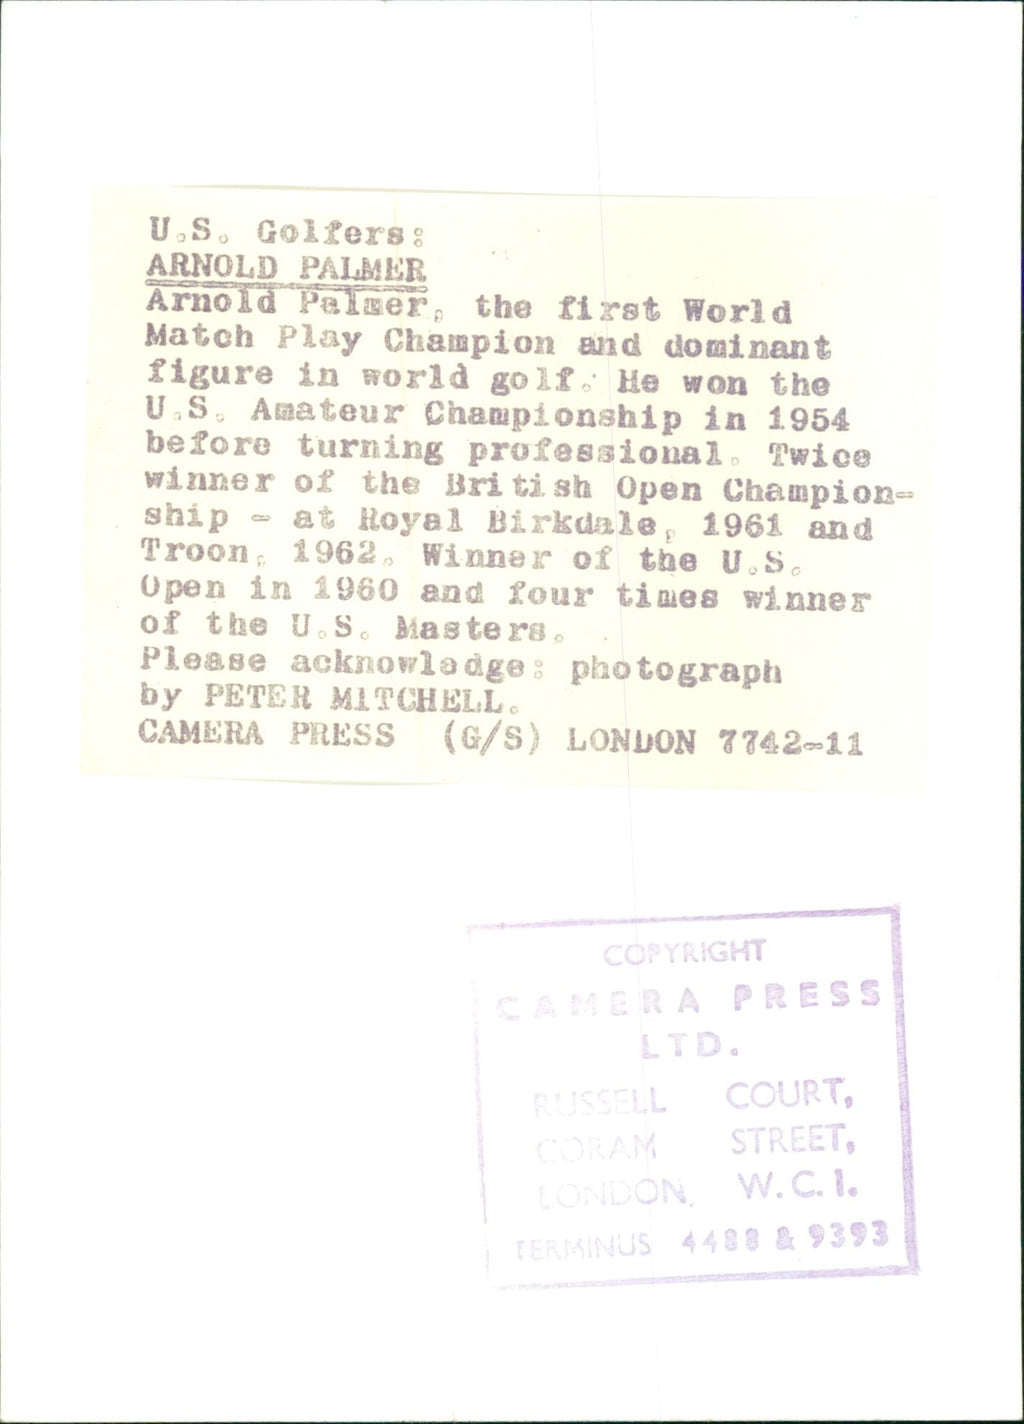 U.S. Golfers:
ARNOLD PALMER
Arnold Palmer, the first World
Match Play Champion and dominant
figure in world golf. He won the
U.S. Amateur Championship in 1954
before turning professional. Twice
winner of the British Open Champion-
ship - at Royal Birkdale, 1961 and
Troon, 1962. Winner of the U.S.
Open in 1960 and four times winner
of the U.S. Masters.
Please acknowledge: photograph
by PETER MITCHELL.
CAMERA PRESS (G/S) LONDON 7742-11
COPYRIGHT
CAMERA PRESS
LTD.
RUSSELL COURT,
CORAM STREET,
LONDON, W.C.1.
TERMINUS 4488 & 9393